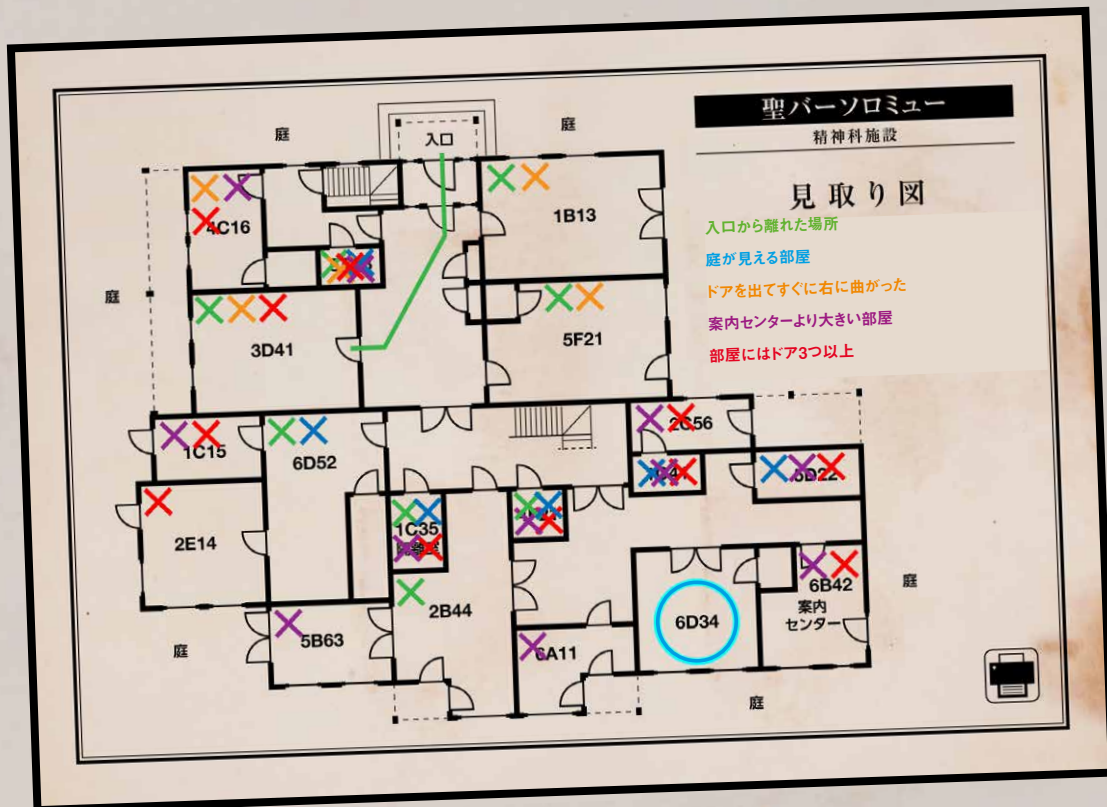 聖バーソロミュー
精神科施設
見取り図
入口から離れた場所
庭が見える部屋
ドアを出てすぐに右に曲がった
案内センターより大きい部屋
部屋にはドア3つ以上
庭
入口
庭
4C16
1B13
庭
3D41
5F21
2C56
1C15
6D52
5D22
1C35
2E14
2B44
6D34
6B42
案内
センター
庭
5B63
6A11
庭
庭